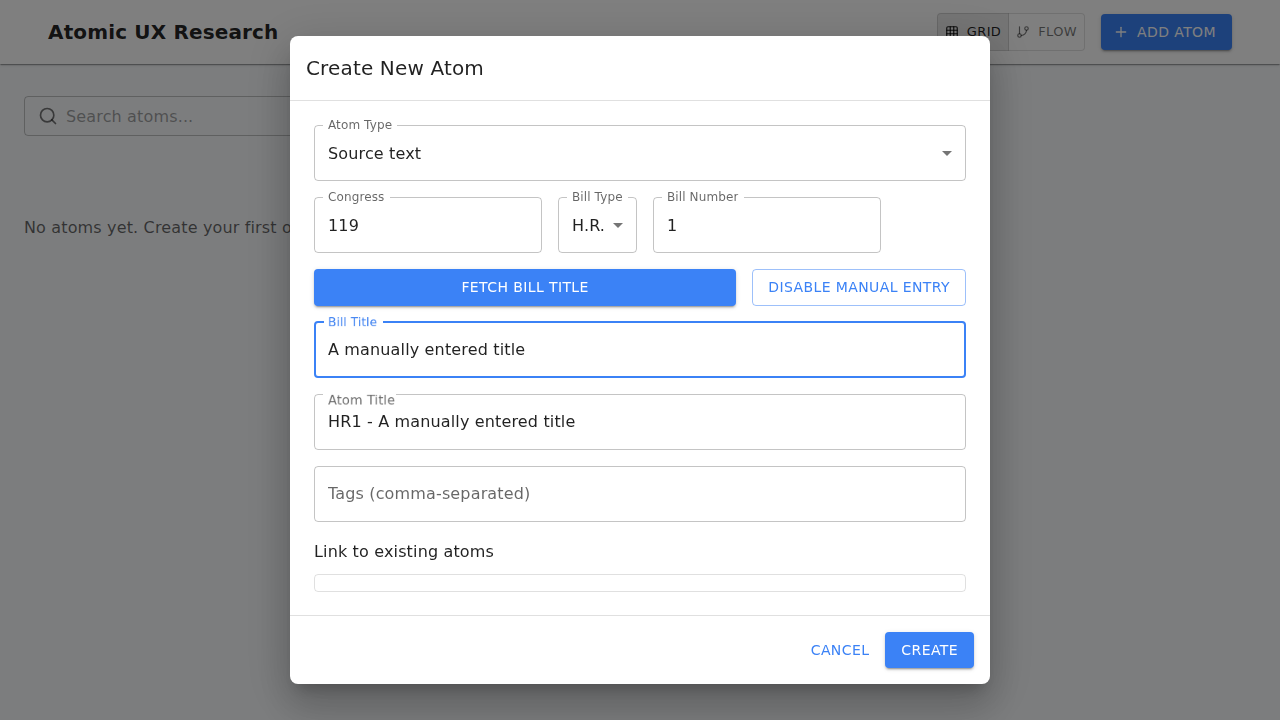 Atomic UX Research
GRID
FLOW
ADD ATOM
Create New Atom
Search atoms...
Atom Type
Source text
Congress
119
Bill Type
H.R.
Bill Number
1
No atoms yet. Create your first o
FETCH BILL TITLE
DISABLE MANUAL ENTRY
Bill Title
A manually entered title
Atom Title
HR1 - A manually entered title
Tags (comma-separated)
Link to existing atoms
CANCEL
CREATE